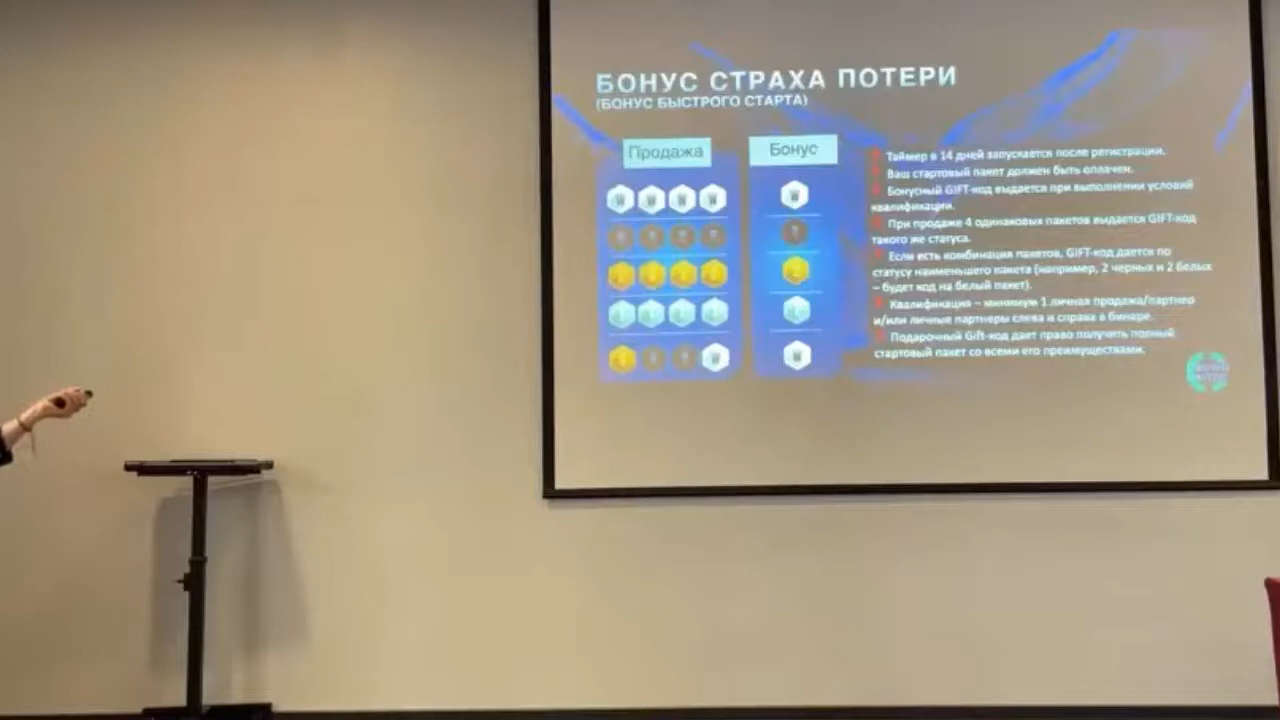 БОНУС СТРАХА ПОТЕРИ
(БОНУС БЫСТРОГО СТАРТА)
Продажа
Бонус
Таймер в 14 дней запускается после регистрации.
Ваш стартовый пакет должен быть оплачен.
Бонусный GIFT-код выдается при выполнении условий
квалификации.
При продаже 4 одинаковых пакетов выдается GIFT-код
такого же статуса.
Если есть комбинация пакетов, GIFT-код дается по
статусу наименьшего пакета (например, 2 черных и 2 белых
– будет код на белый пакет).
Квалификация – минимум 1 личная продажа/партнер
и/или личные партнеры слева и справа в бинаре.
Подарочный Gift-код дает право получить полный
стартовый пакет со всеми его преимуществами.